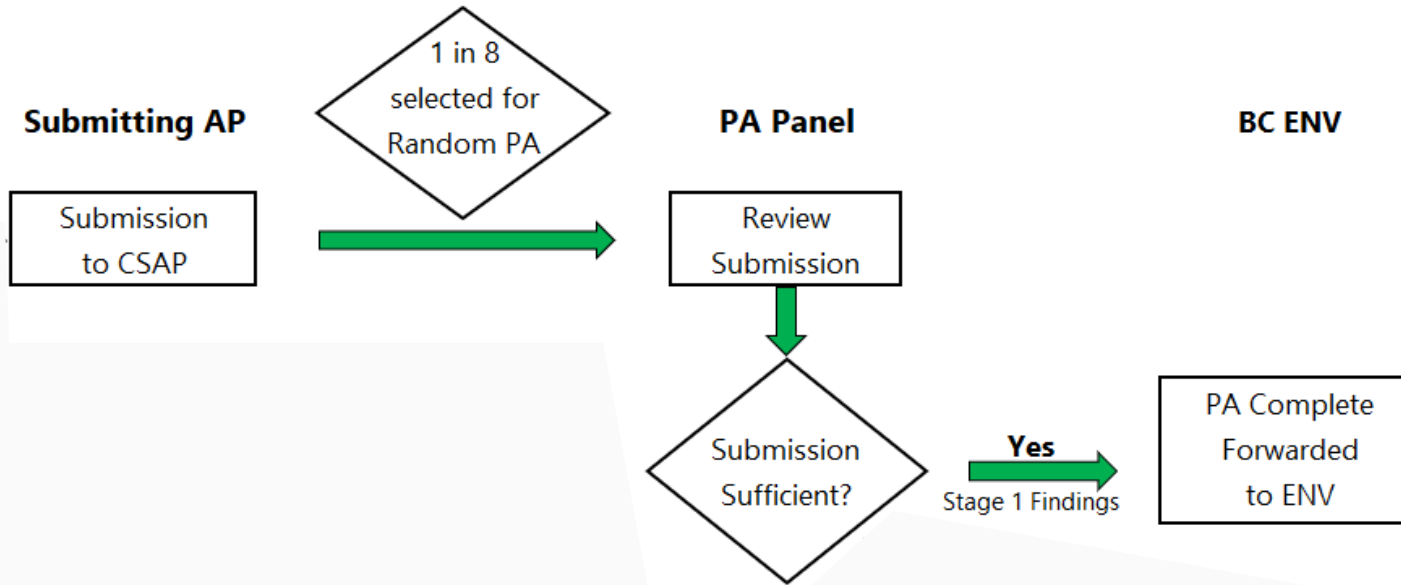 1 in 8
selected for
Random PA
Submitting AP
PA Panel
BC ENV
Submission
to CSAP
Review
Submission
Submission
Sufficient?
Yes
Stage 1 Findings
PA Complete
Forwarded
to ENV